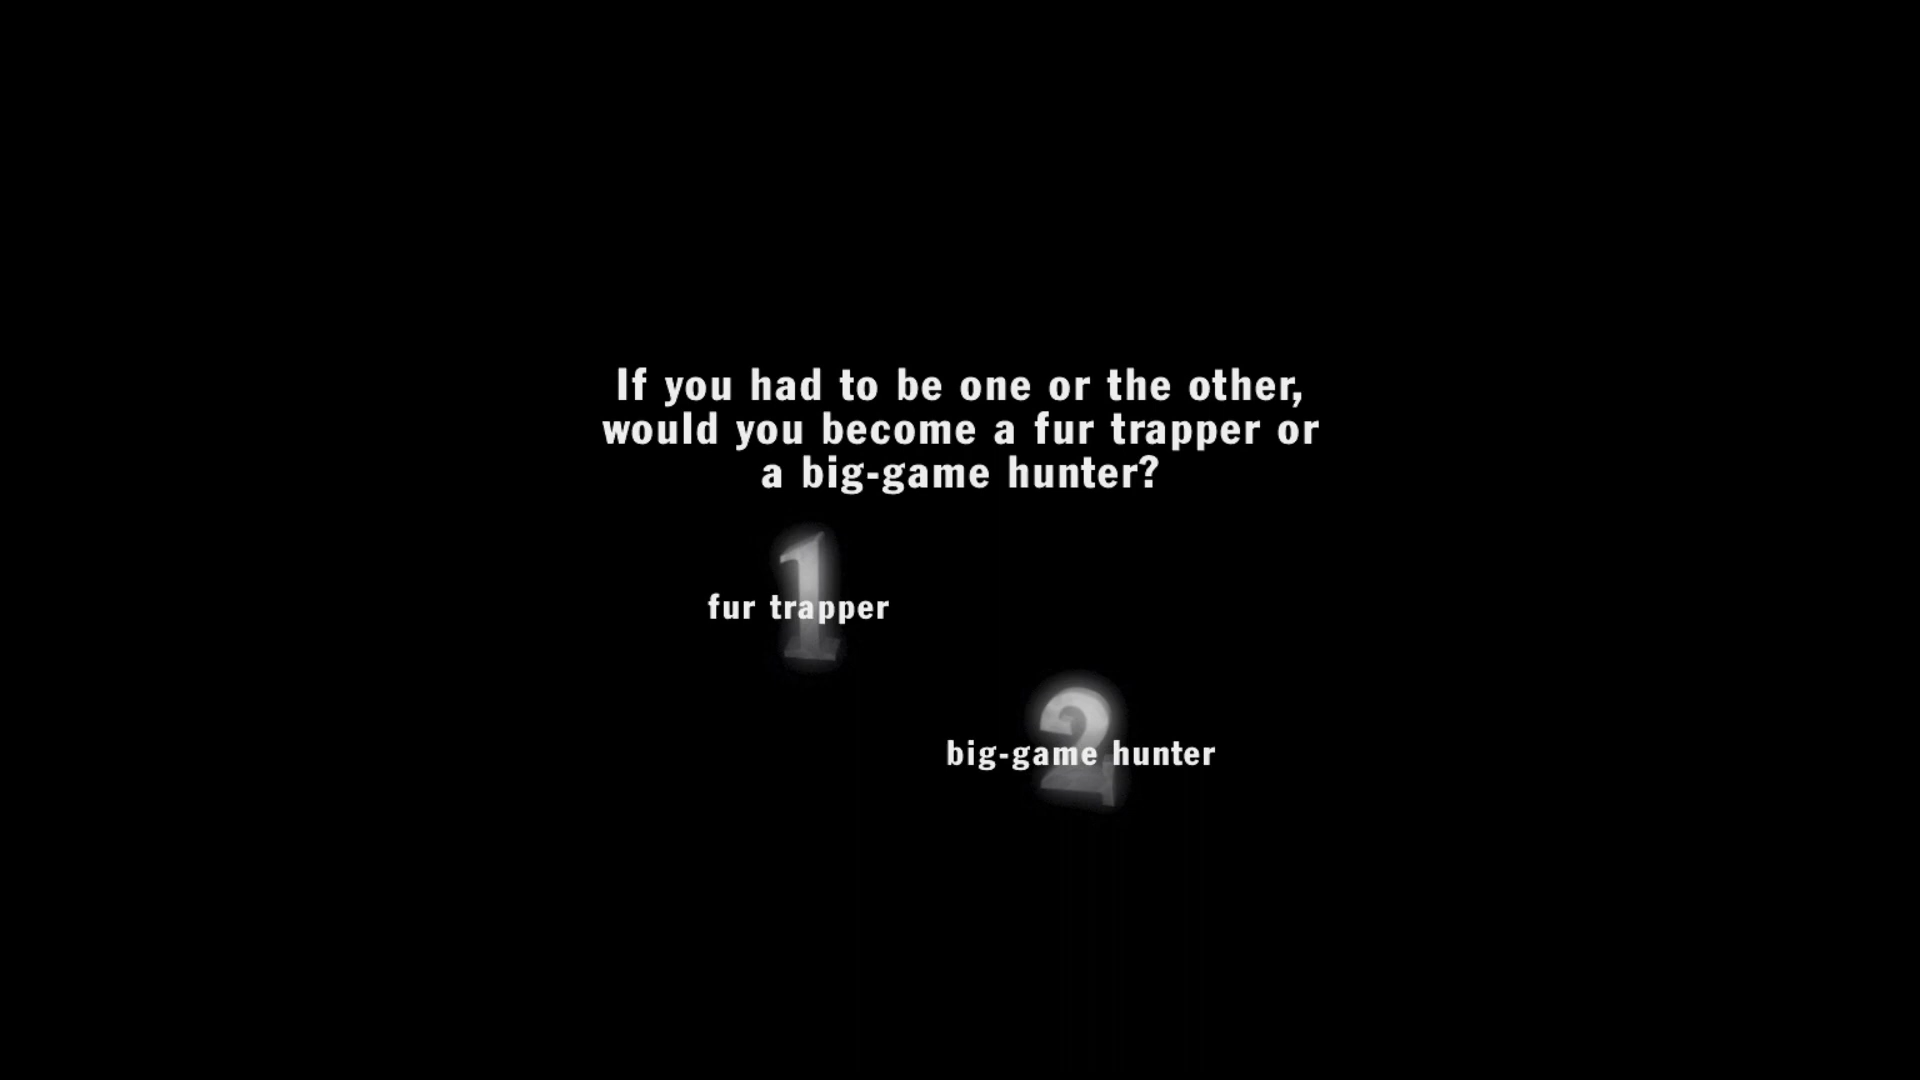 If you had to be one or the other,
would you become a fur trapper or
a big-game hunter?
1
fur trapper
2
big-game hunter